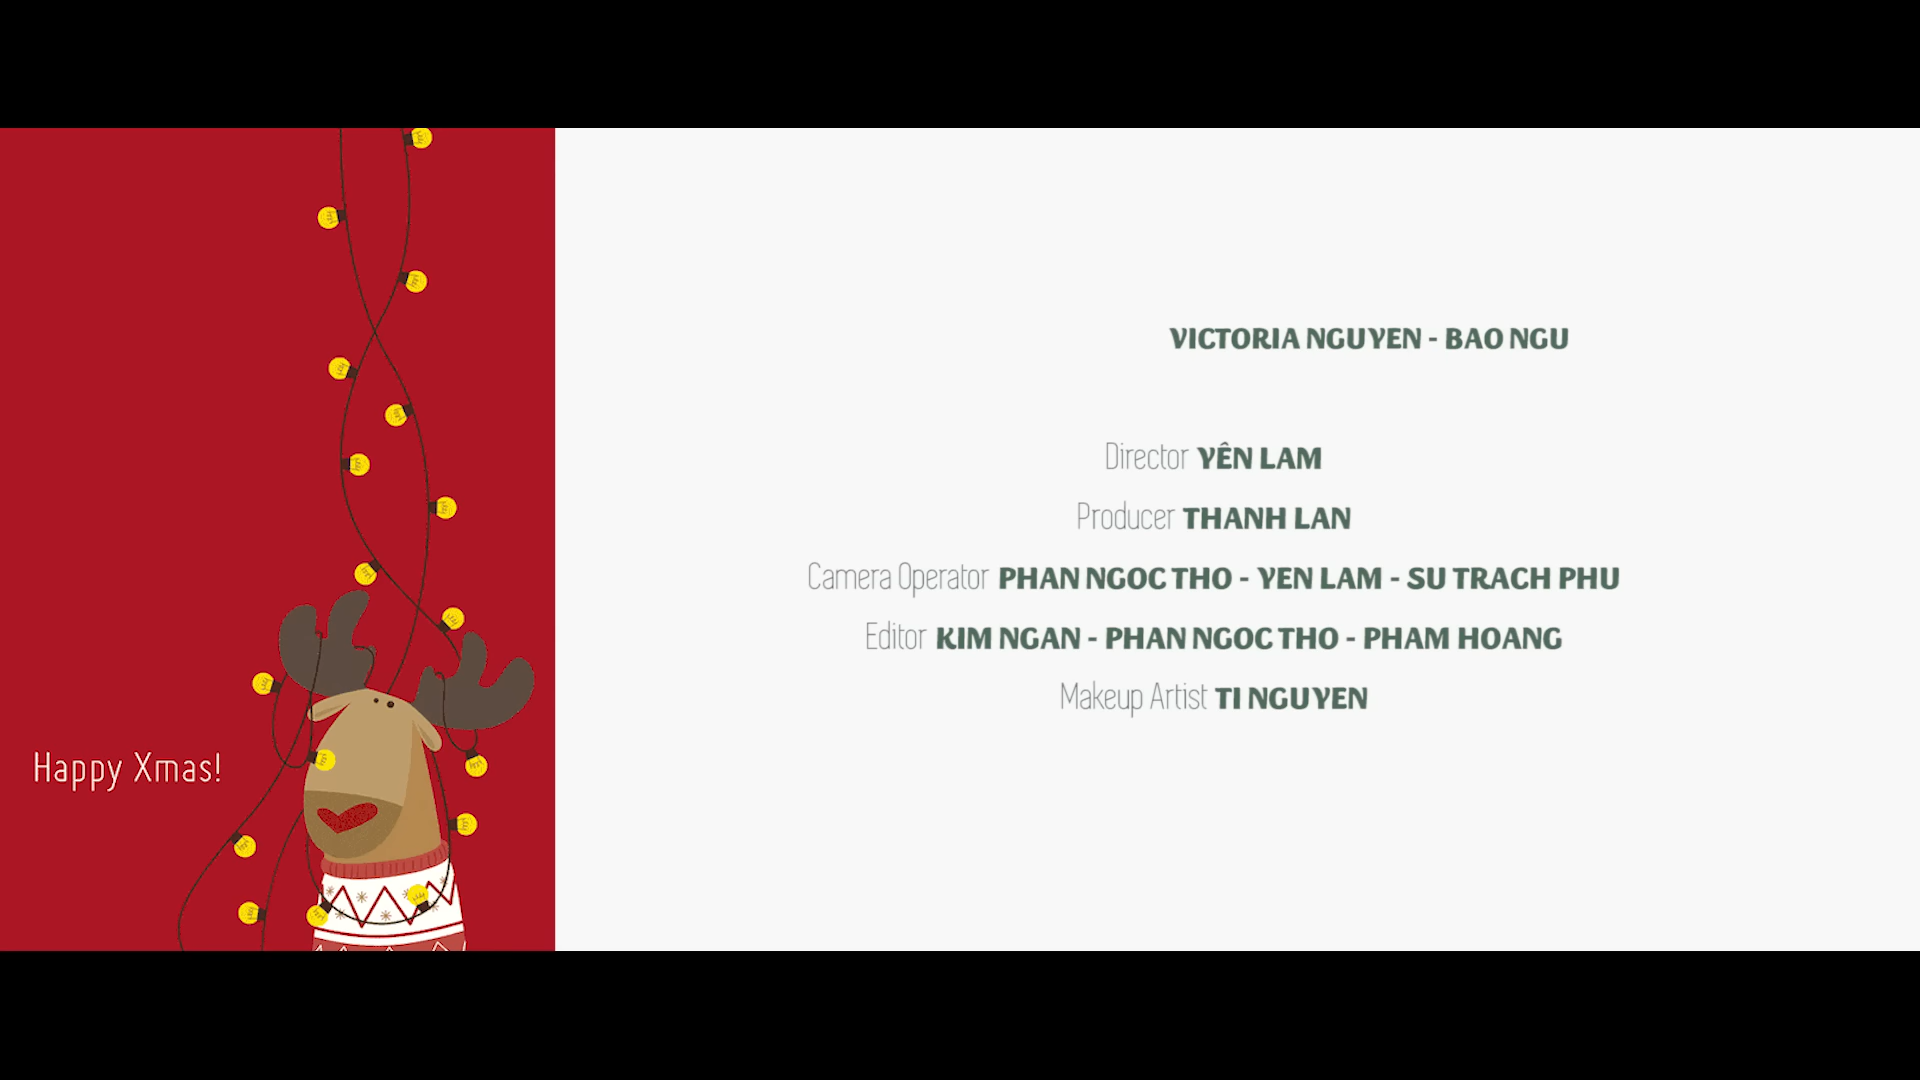 VICTORIA NGUYEN - BAO NGU
Director YÊN LAM
Producer THANH LAN
Camera Operator PHAN NGOC THO - YEN LAM - SU TRACH PHU
Editor KIM NGAN - PHAN NGOC THO - PHAM HOANG
Makeup Artist TI NGUYEN
Happy Xmas!